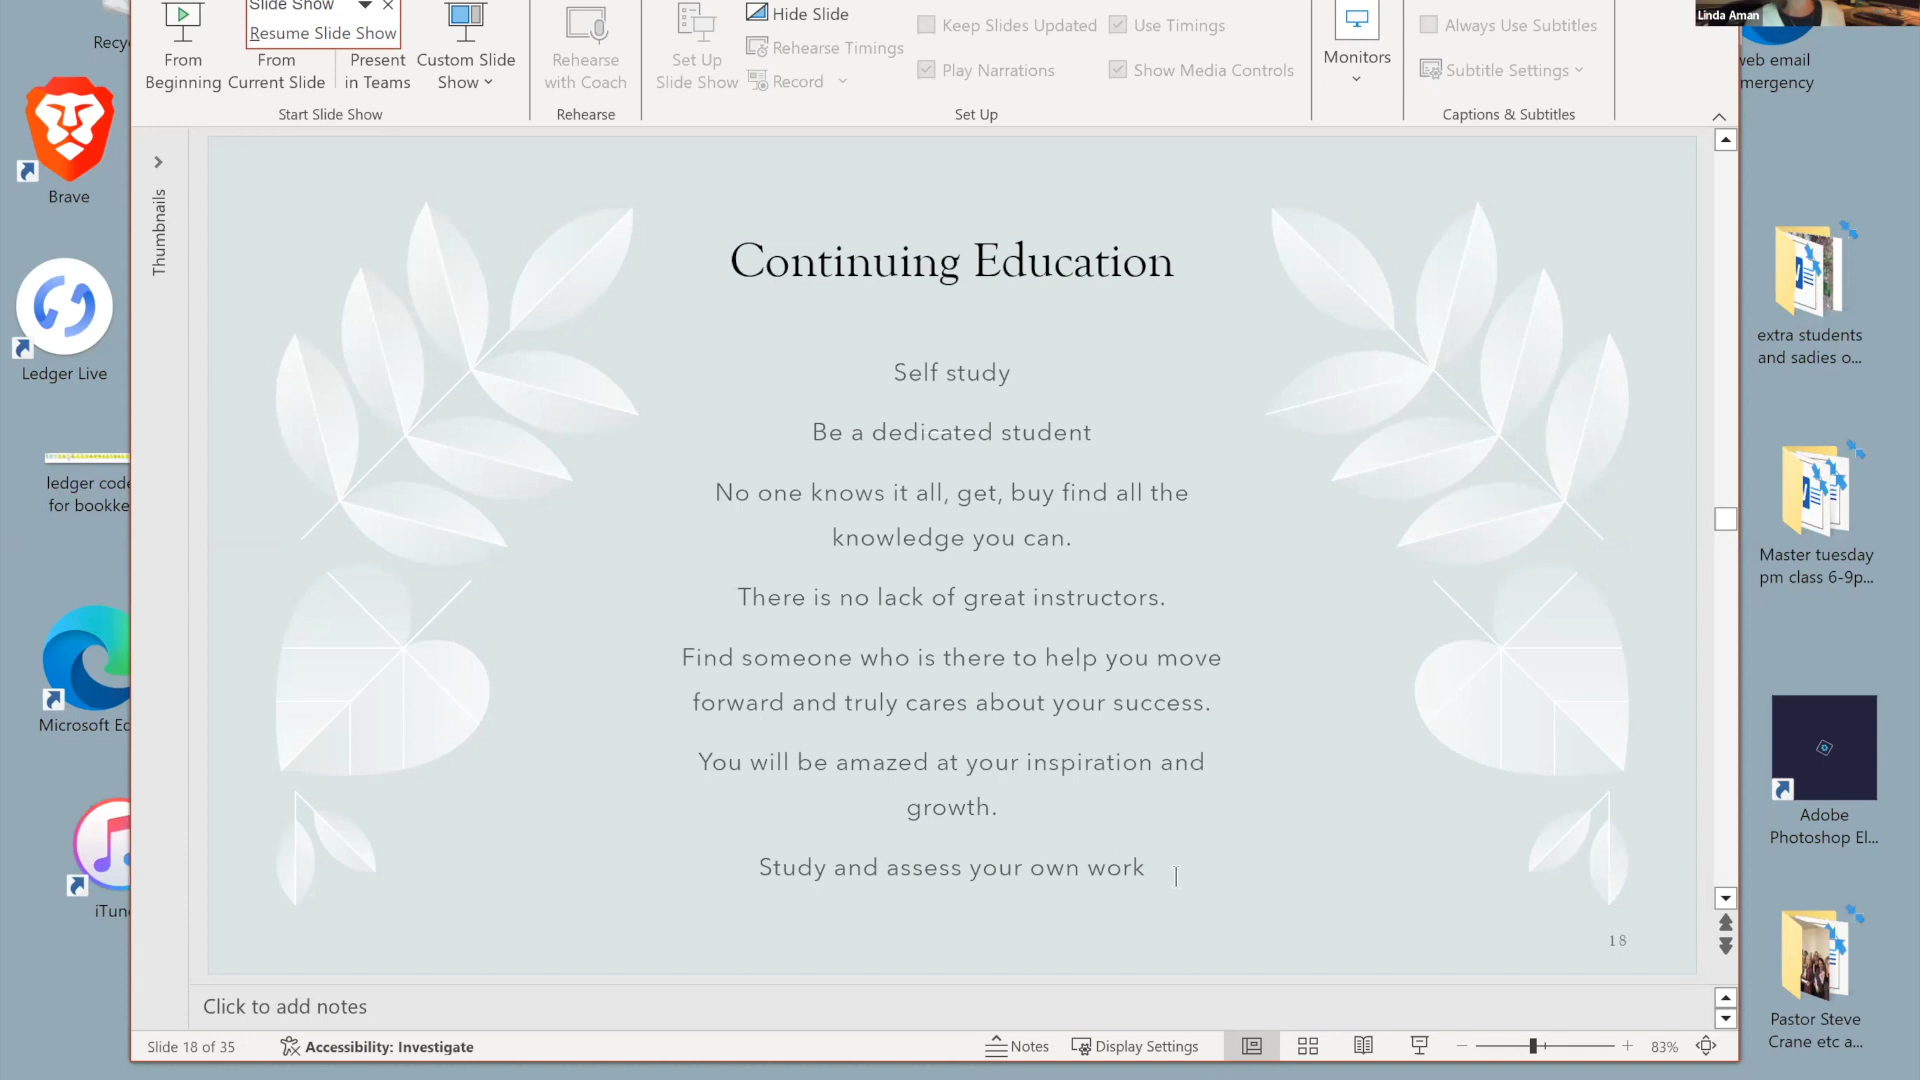 Slide Show
Resume Slide Show
From Beginning
From Current Slide
Present in Teams
Custom Slide Show
Start Slide Show
Rehearse with Coach
Rehearse
Set Up Slide Show
Hide Slide
Rehearse Timings
Record
Keep Slides Updated
Play Narrations
Use Timings
Show Media Controls
Set Up
Monitors
Always Use Subtitles
Subtitle Settings
Captions & Subtitles
Linda Aman
Recyc
Brave
Ledger Live
ledger code
for bookke
Microsoft Ed
iTune
Thumbnails
Continuing Education
Self study
Be a dedicated student
No one knows it all, get, buy find all the
knowledge you can.
There is no lack of great instructors.
Find someone who is there to help you move
forward and truly cares about your success.
You will be amazed at your inspiration and
growth.
Study and assess your own work
18
web email
mergency
extra students
and sadies o...
Master tuesday
pm class 6-9p...
Adobe
Photoshop El...
Pastor Steve
Crane etc a...
Click to add notes
Slide 18 of 35
Accessibility: Investigate
Notes
Display Settings
83%